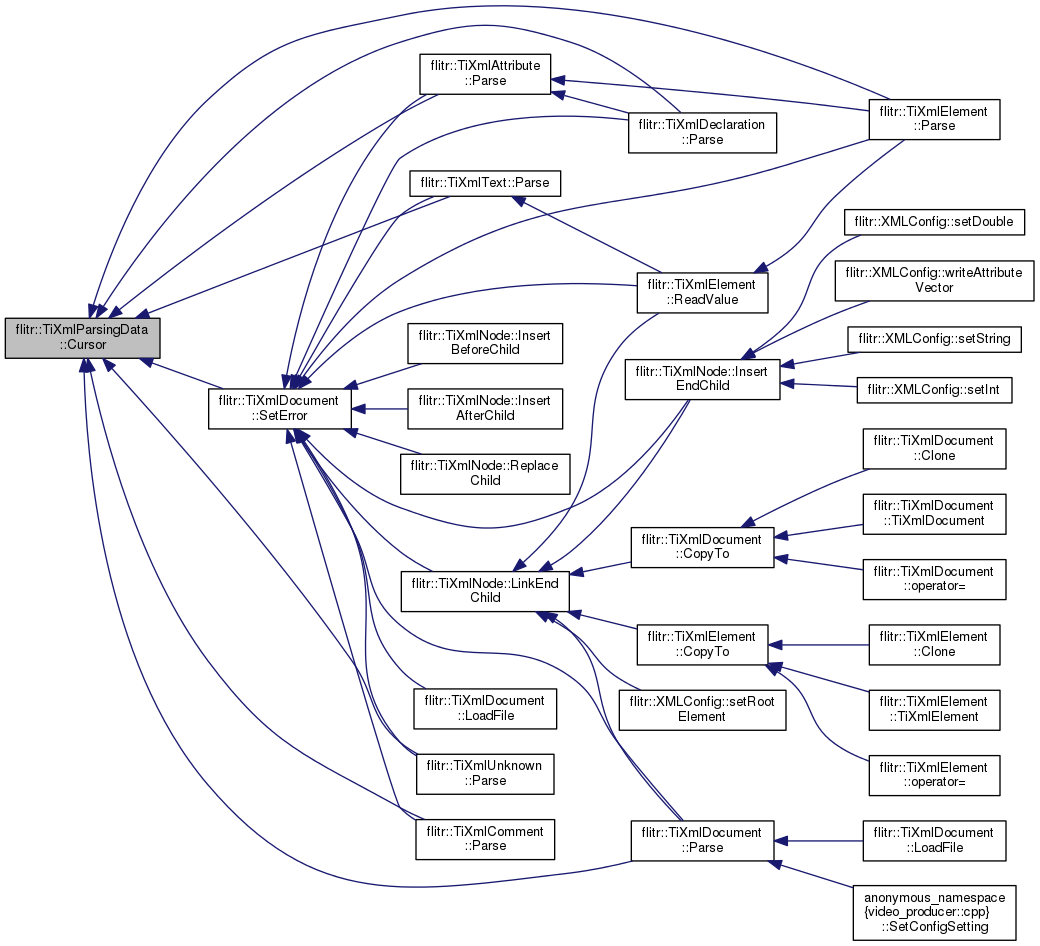 flitr::TiXmlParsingData
::Cursor
flitr::TiXmlDocument
::SetError
flitr::TiXmlAttribute
::Parse
flitr::TiXmlText::Parse
flitr::TiXmlNode::Insert
BeforeChild
flitr::TiXmlNode::Insert
AfterChild
flitr::TiXmlNode::Replace
Child
flitr::TiXmlNode::LinkEnd
Child
flitr::TiXmlDocument
::LoadFile
flitr::TiXmlUnknown
::Parse
flitr::TiXmlComment
::Parse
flitr::TiXmlDeclaration
::Parse
flitr::TiXmlElement
::ReadValue
flitr::TiXmlNode::Insert
EndChild
flitr::TiXmlDocument
::CopyTo
flitr::TiXmlElement
::CopyTo
flitr::XMLConfig::setRoot
Element
flitr::TiXmlDocument
::Parse
flitr::TiXmlElement
::Parse
flitr::XMLConfig::setDouble
flitr::XMLConfig::writeAttribute
Vector
flitr::XMLConfig::setString
flitr::XMLConfig::setInt
flitr::TiXmlDocument
::Clone
flitr::TiXmlDocument
::TiXmlDocument
flitr::TiXmlDocument
::operator=
flitr::TiXmlElement
::Clone
flitr::TiXmlElement
::TiXmlElement
flitr::TiXmlElement
::operator=
flitr::TiXmlDocument
::LoadFile
anonymous_namespace
{video_producer::cpp}
::SetConfigSetting